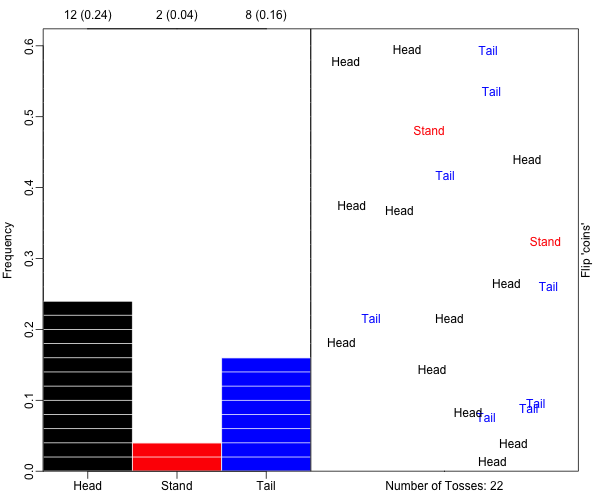 12 (0.24) 2 (0.04) 8 (0.16)
Frequency
0.6
0.5
0.4
0.3
0.2
0.1
0.0
Head Stand Tail
Head
Tail
Head
Tail
Stand
Head
Tail
Head
Head
Stand
Head
Tail
Tail
Head
Head
Head
Tail
Tail
Head
Tail
Head
Head
Number of Tosses: 22
Flip 'coins'